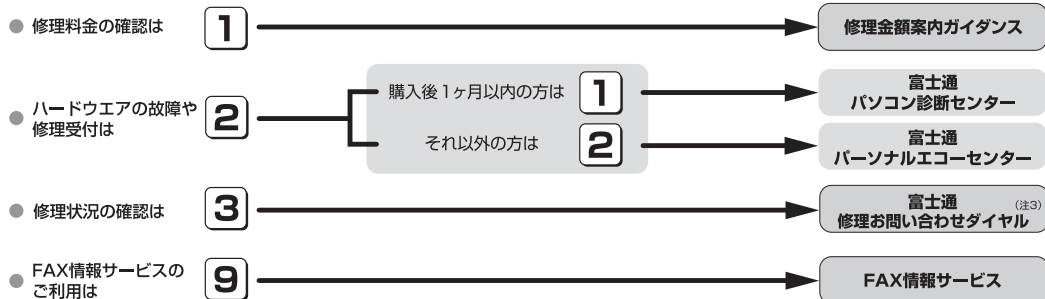 ● 修理料金の確認は 1 修理金額案内ガイダンス
● ハードウエアの故障や
修理受付は
2
購入後1ヶ月以内の方は 1
富士通
パソコン診断センター
それ以外の方は 2
富士通
パーソナルエコーセンター
● 修理状況の確認は 3
富士通 (注3)
修理お問い合わせダイヤル
● FAX情報サービスの
ご利用は
9
FAX情報サービス